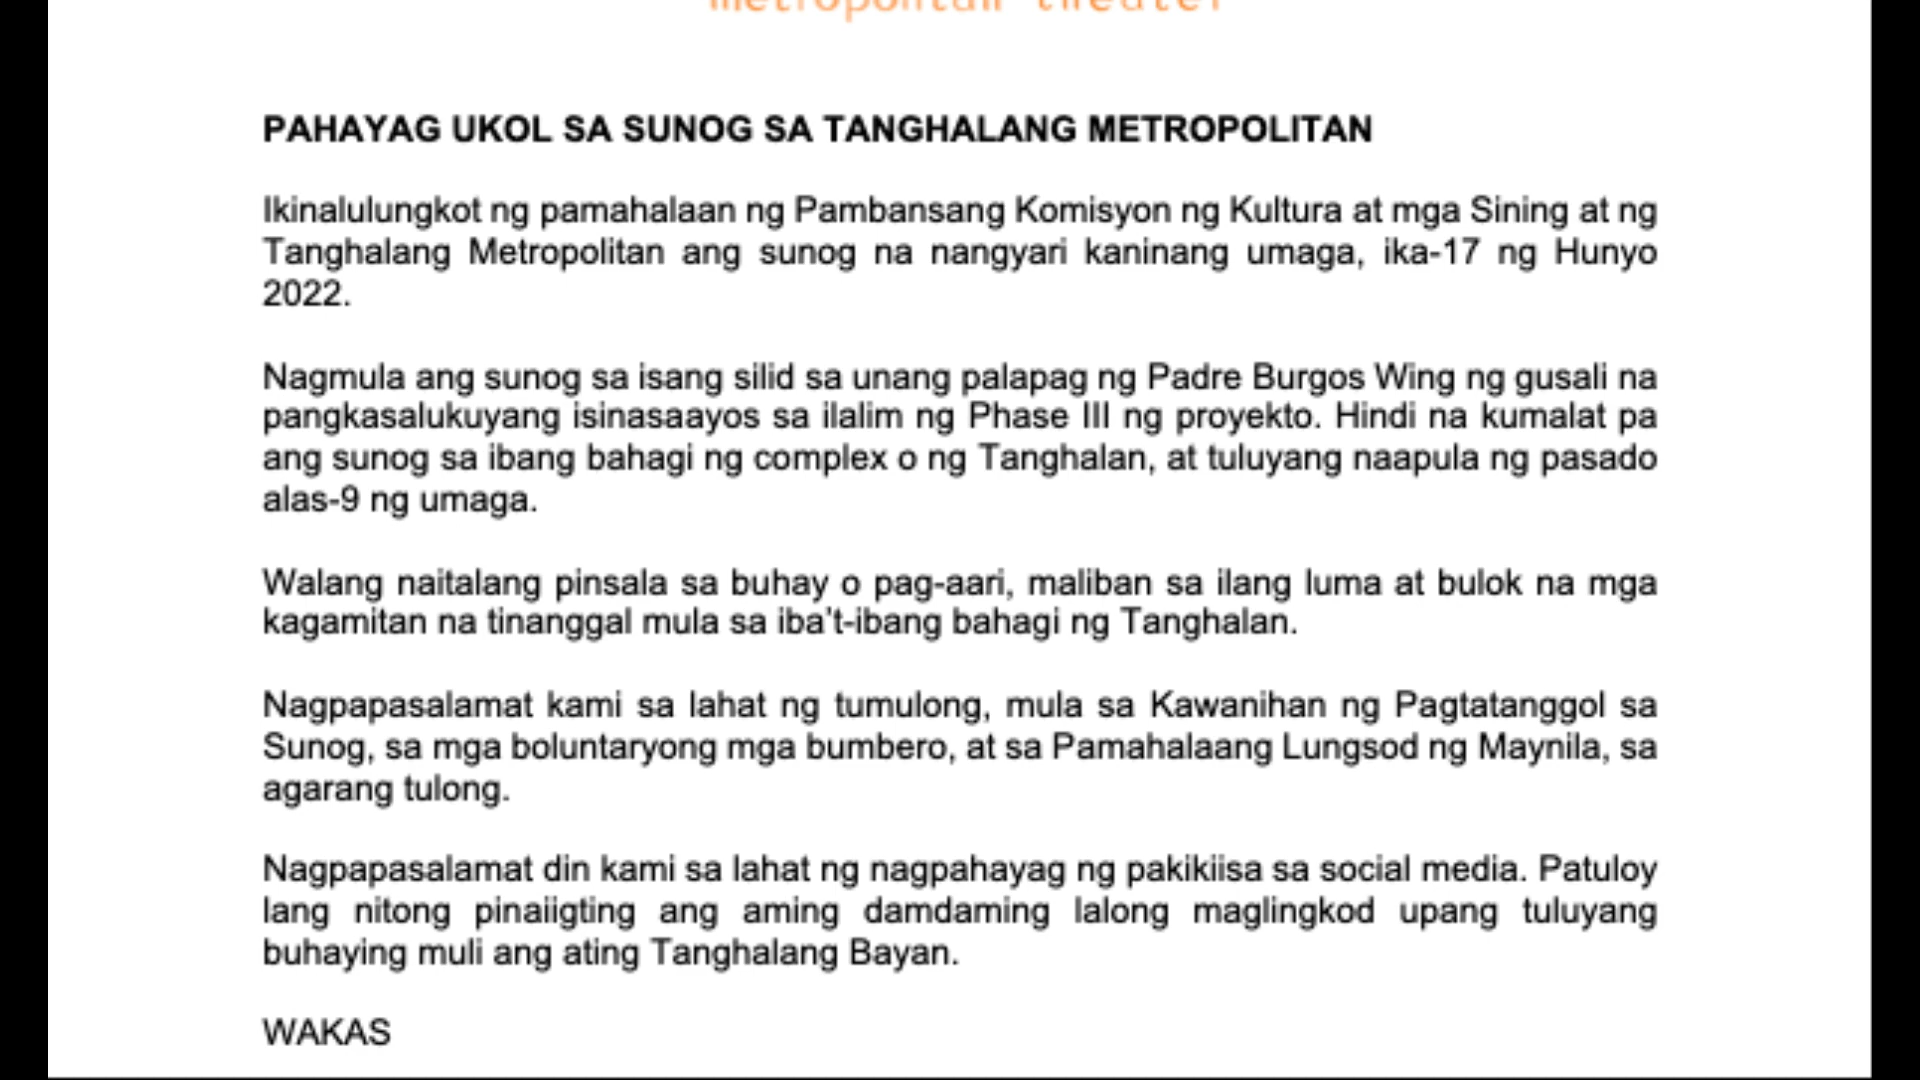 metropolitan theater
PAHAYAG UKOL SA SUNOG SA TANGHALANG METROPOLITAN
Ikinalulungkot ng pamahalaan ng Pambansang Komisyon ng Kultura at mga Sining at ng
Tanghalang Metropolitan ang sunog na nangyari kaninang umaga, ika-17 ng Hunyo
2022.
Nagmula ang sunog sa isang silid sa unang palapag ng Padre Burgos Wing ng gusali na
pangkasalukuyang isinasaayos sa ilalim ng Phase III ng proyekto. Hindi na kumalat pa
ang sunog sa ibang bahagi ng complex o ng Tanghalan, at tuluyang naapula ng pasado
alas-9 ng umaga.
Walang naitalang pinsala sa buhay o pag-aari, maliban sa ilang luma at bulok na mga
kagamitan na tinanggal mula sa iba't-ibang bahagi ng Tanghalan.
Nagpapasalamat kami sa lahat ng tumulong, mula sa Kawanihan ng Pagtatanggol sa
Sunog, sa mga boluntaryong mga bumbero, at sa Pamahalaang Lungsod ng Maynila, sa
agarang tulong.
Nagpapasalamat din kami sa lahat ng nagpahayag ng pakikiisa sa social media. Patuloy
lang nitong pinaiigting ang aming damdaming lalong maglingkod upang tuluyang
buhaying muli ang ating Tanghalang Bayan.
WAKAS